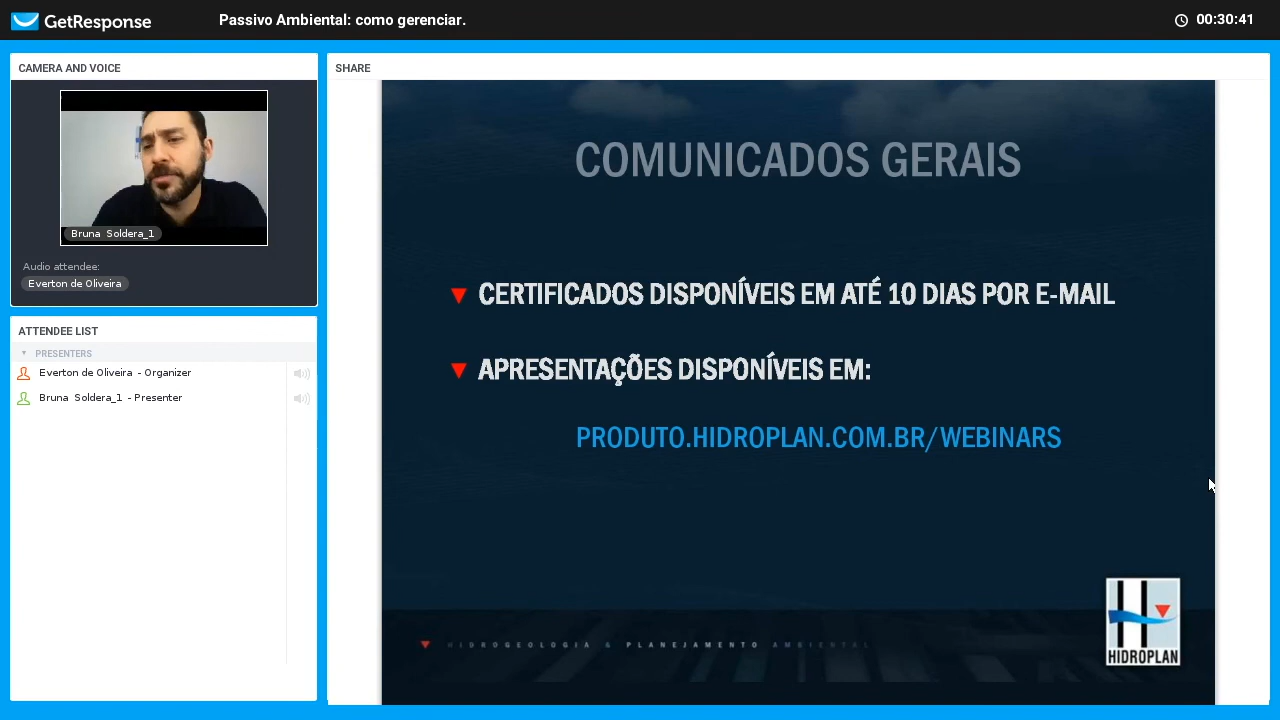 GetResponse
Passivo Ambiental: como gerenciar.
00:30:41
CAMERA AND VOICE
Bruna Soldera_1
Audio attendee:
Everton de Oliveira
ATTENDEE LIST
PRESENTERS
Everton de Oliveira - Organizer
Bruna Soldera_1 - Presenter
SHARE
COMUNICADOS GERAIS
CERTIFICADOS DISPONÍVEIS EM ATÉ 10 DIAS POR E-MAIL
APRESENTAÇÕES DISPONÍVEIS EM:
PRODUTO.HIDROPLAN.COM.BR/WEBINARS
HIDROGEOLOGIA & PLANEJAMENTO AMBIENTAL
HIDROPLAN